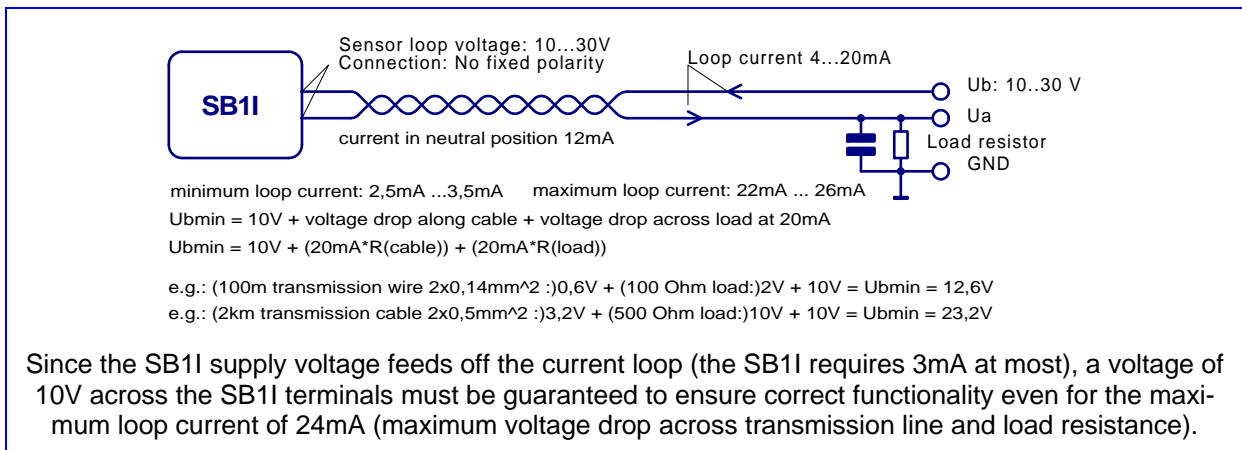 Sensor loop voltage: 10...30V
Connection: No fixed polarity
Loop current 4...20mA
SB1I
Ub: 10..30 V
Ua
current in neutral position 12mA
Load resistor
GND
minimum loop current: 2,5mA ...3,5mA maximum loop current: 22mA ... 26mA
Ubmin = 10V + voltage drop along cable + voltage drop across load at 20mA
Ubmin = 10V + (20mA*R(cable)) + (20mA*R(load))
e.g.: (100m transmission wire 2x0,14mm^2 :)0,6V + (100 Ohm load:)2V + 10V = Ubmin = 12,6V
e.g.: (2km transmission cable 2x0,5mm^2 :)3,2V + (500 Ohm load:)10V + 10V = Ubmin = 23,2V
Since the SB1I supply voltage feeds off the current loop (the SB1I requires 3mA at most), a voltage of
10V across the SB1I terminals must be guaranteed to ensure correct functionality even for the maxi-
mum loop current of 24mA (maximum voltage drop across transmission line and load resistance).